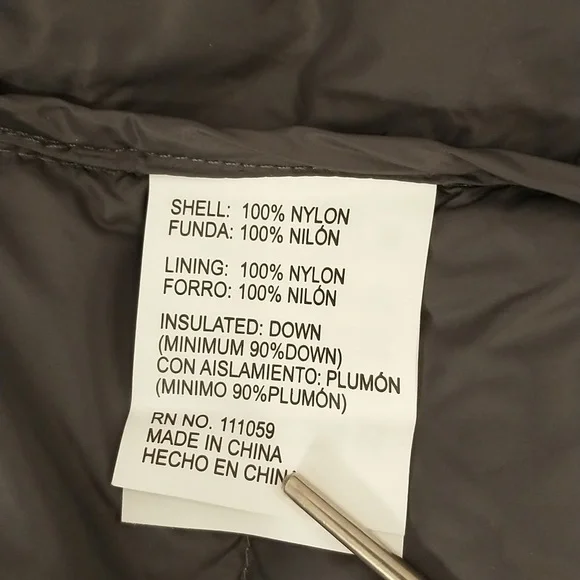 SHELL: 100% NYLON
FUNDA: 100% NILÓN
LINING: 100% NYLON
FORRO: 100% NILÓN
INSULATED: DOWN
(MINIMUM 90%DOWN)
CON AISLAMIENTO: PLUMÓN
(MINIMO 90%PLUMÓN)
RN NO. 111059
MADE IN CHINA
HECHO EN CHINA